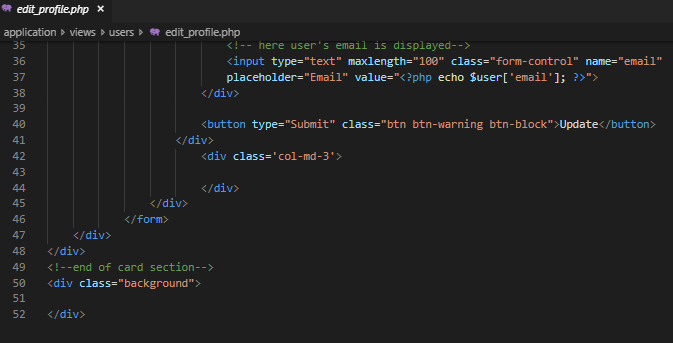 edit_profile.php ×
application > views > users > edit_profile.php
35 <!-- here user's email is displayed-->
36 <input type="text" maxlength="100" class="form-control" name="email"
37 placeholder="Email" value="<?php echo $user['email']; ?>">
38 </div>
39
40 <button type="Submit" class="btn btn-warning btn-block">Update</button>
41 </div>
42 <div class='col-md-3'>
43
44 </div>
45 </div>
46 </form>
47 </div>
48 </div>
49 <!--end of card section-->
50 <div class="background">
51
52 </div>